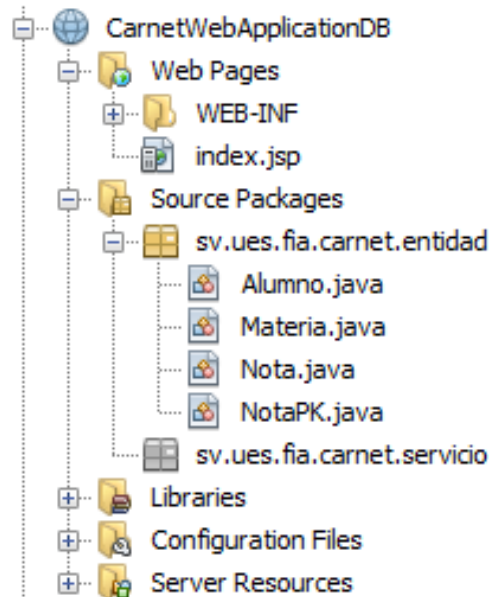 CarnetWebApplicationDB
Web Pages
WEB-INF
index.jsp
Source Packages
sv.ues.fia.carnet.entidad
Alumno.java
Materia.java
Nota.java
NotaPK.java
sv.ues.fia.carnet.servicio
Libraries
Configuration Files
Server Resources